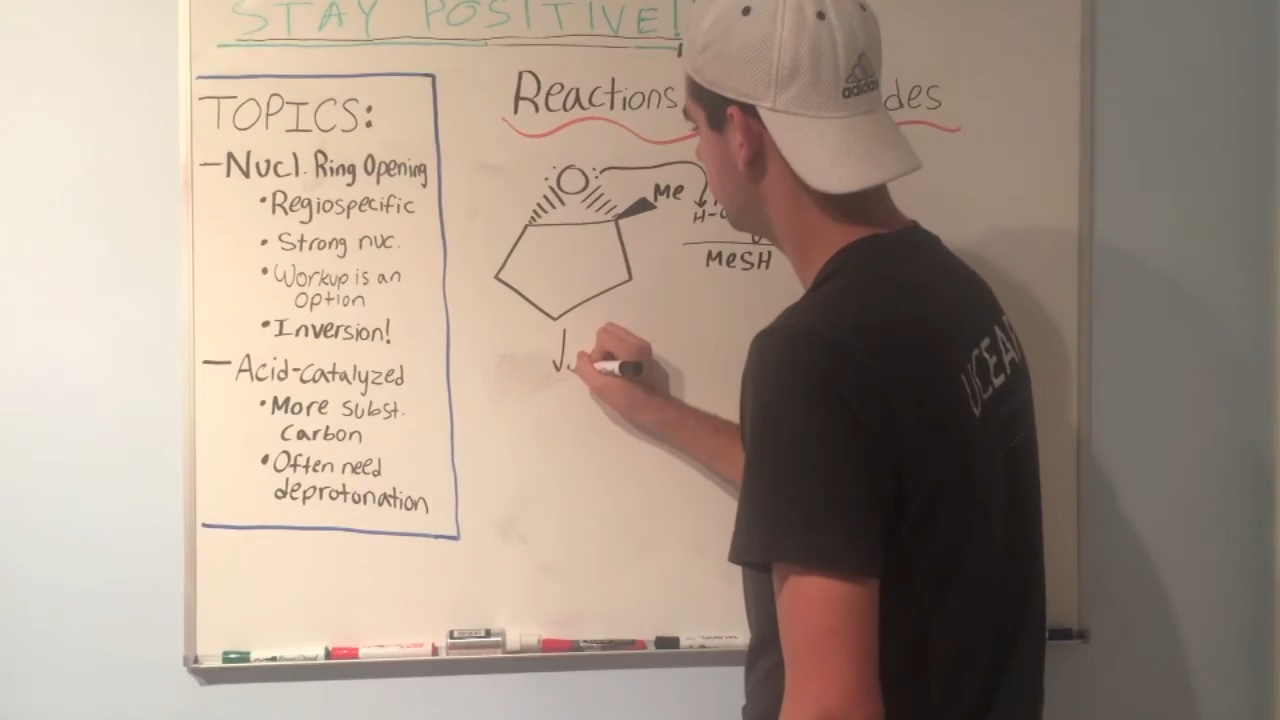 STAY POSITIVE!
Reactions
des
TOPICS:
-Nucl. Ring Opening
•Regiospecific
•Strong nuc.
•Workup is an
option
•Inversion!
-Acid-catalyzed
•More subst.
Carbon
•Often need
deprotonation
:O:
Me
H-
MeSH
adidas